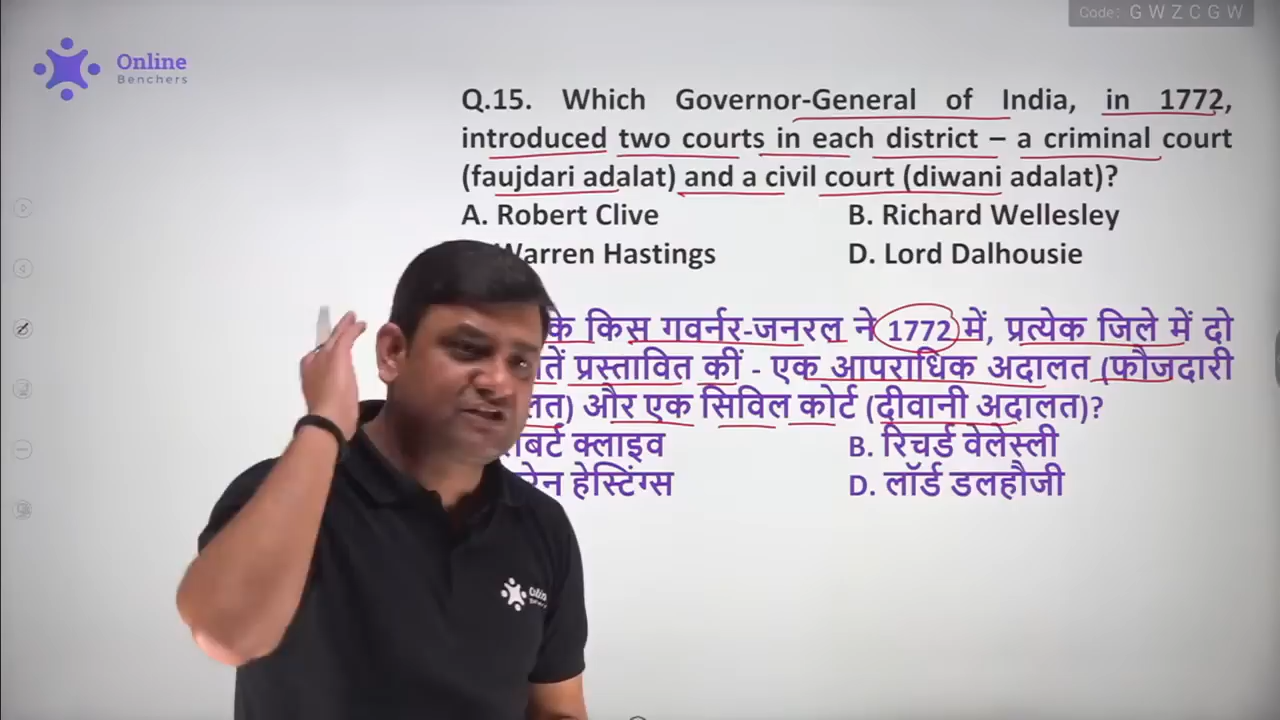 Code: G W Z C G W
Online
Benchers
Q.15. Which Governor-General of India, in 1772,
introduced two courts in each district – a criminal court
(faujdari adalat) and a civil court (diwani adalat)?
A. Robert Clive B. Richard Wellesley
Warren Hastings D. Lord Dalhousie
के किस गवर्नर-जनरल ने 1772 में, प्रत्येक जिले में दो
प्रस्तावित कीं - एक आपराधिक अदालत (फौजदारी
और एक सिविल कोर्ट (दीवानी अदालत)?
क्लाइव B. रिचर्ड वेलेस्ली
हेस्टिंग्स D. लॉर्ड डलहौजी
Online